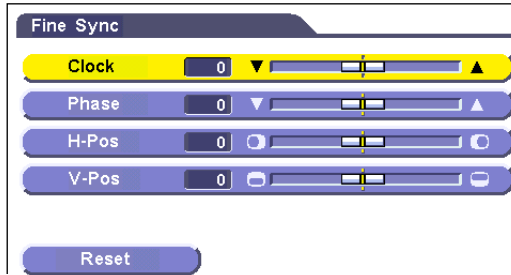 Fine Sync
Clock 0
Phase 0
H-Pos 0
V-Pos 0
Reset